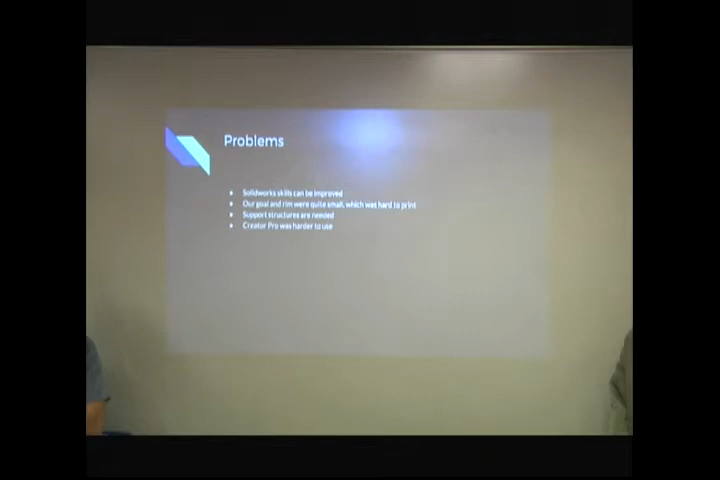 Problems
Solidworks skills can be improved
Our goal and rim were quite small, which was hard to print
Support structures are needed
Creator Pro was harder to use